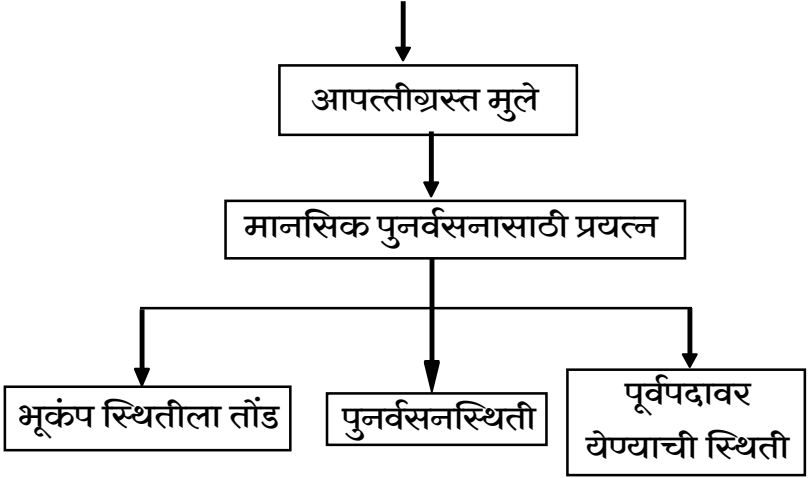 आपत्तीग्रस्त मुले
मानसिक पुनर्वसनासाठी प्रयत्न
भूकंप स्थितीला तोंड
पुनर्वसनस्थिती
पूर्वपदावर
येण्याची स्थिती